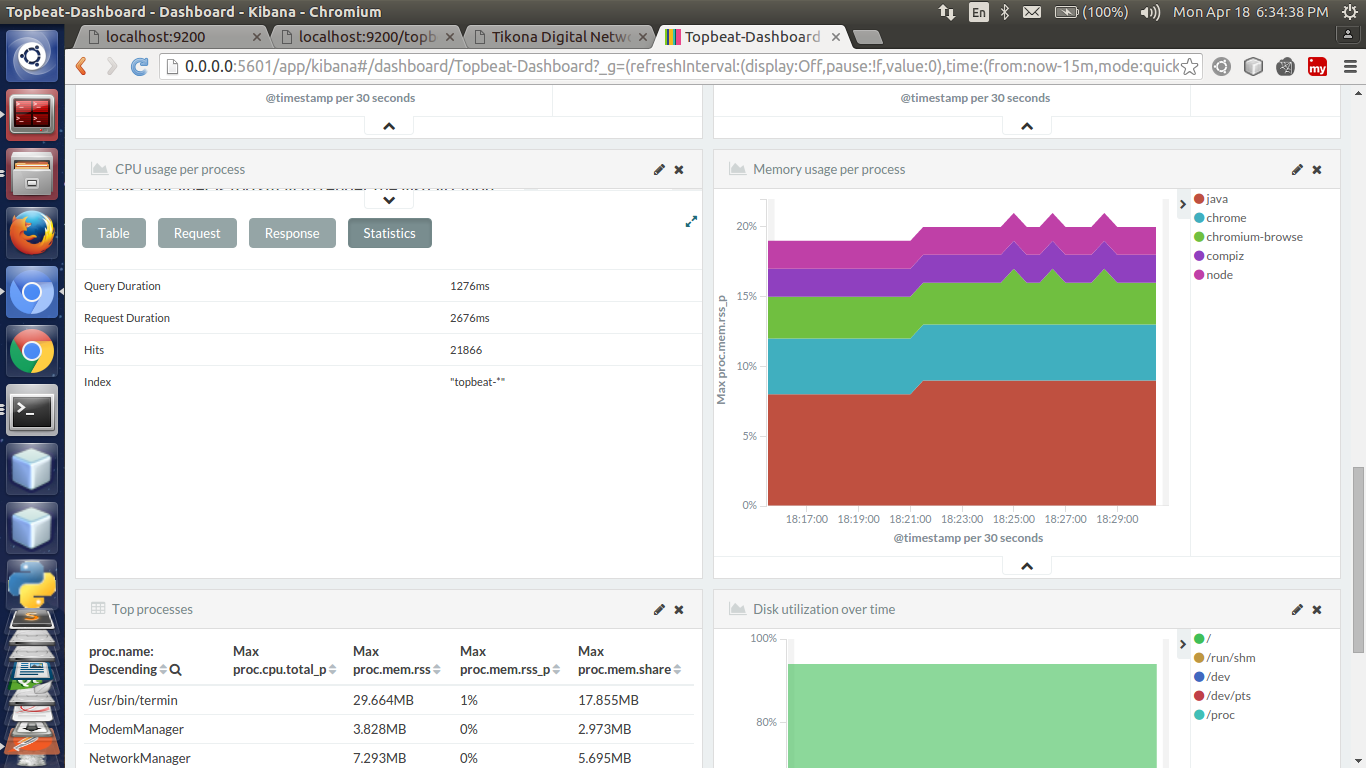 Topbeat-Dashboard - Dashboard - Kibana - Chromium
En
(100%)
Mon Apr 18 6:34:38 PM
localhost:9200
localhost:9200/topb
Tikona Digital Netw
Topbeat-Dashboard
0.0.0.0:5601/app/kibana#/dashboard/Topbeat-Dashboard?_g=(refreshInterval:(display:Off,pause:!f,value:0),time:(from:now-15m,mode:quick
my
@timestamp per 30 seconds
@timestamp per 30 seconds
CPU usage per process
Table
Request
Response
Statistics
Query Duration 1276ms
Request Duration 2676ms
Hits 21866
Index "topbeat-*"
Memory usage per process
20%
15%
10%
5%
0%
Max proc.mem.rss_p
18:17:00 18:19:00 18:21:00 18:23:00 18:25:00 18:27:00 18:29:00
@timestamp per 30 seconds
java
chrome
chromium-browse
compiz
node
Top processes
proc.name: Max Max Max Max
Descending proc.cpu.total_p proc.mem.rss proc.mem.rss_p proc.mem.share
/usr/bin/termin 29.664MB 1% 17.855MB
ModemManager 3.828MB 0% 2.973MB
NetworkManager 7.293MB 0% 5.695MB
Disk utilization over time
100%
80%
/
/run/shm
/dev
/dev/pts
/proc